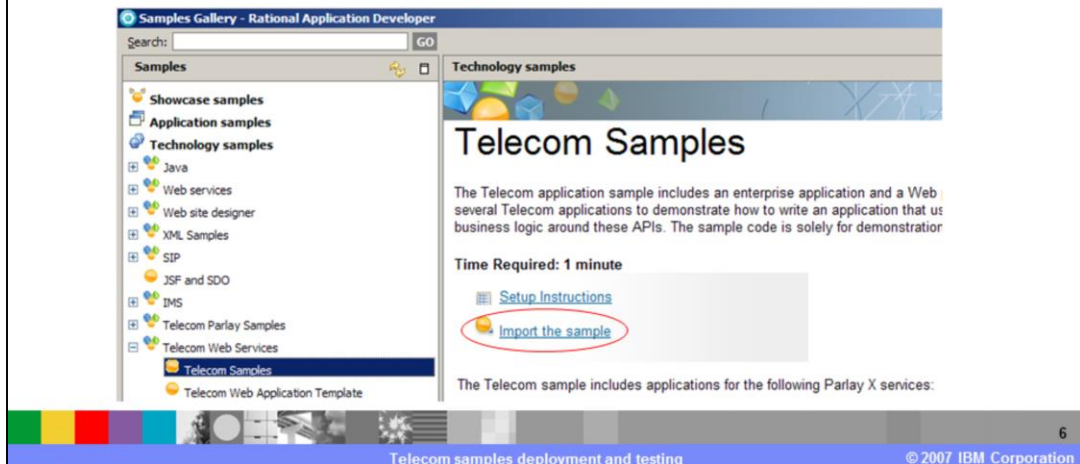 Samples Gallery - Rational Application Developer
Search:
GO
Samples
Showcase samples
Application samples
Technology samples
Java
Web services
Web site designer
XML Samples
SIP
JSF and SDO
IMS
Telecom Parlay Samples
Telecom Web Services
Telecom Samples
Telecom Web Application Template
Technology samples
Telecom Samples
The Telecom application sample includes an enterprise application and a Web
several Telecom applications to demonstrate how to write an application that us
business logic around these APIs. The sample code is solely for demonstration
Time Required: 1 minute
Setup Instructions
Import the sample
The Telecom sample includes applications for the following Parlay X services:
6
Telecom samples deployment and testing
© 2007 IBM Corporation